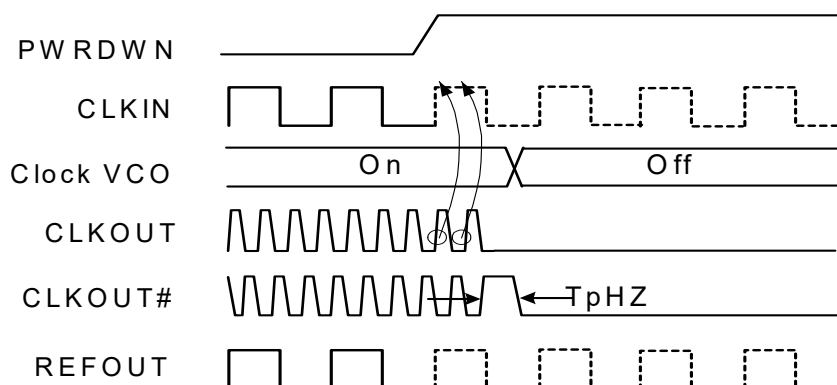 PWRDWN
CLKIN
Clock VCO On Off
CLKOUT
CLKOUT# TpHZ
REFOUT